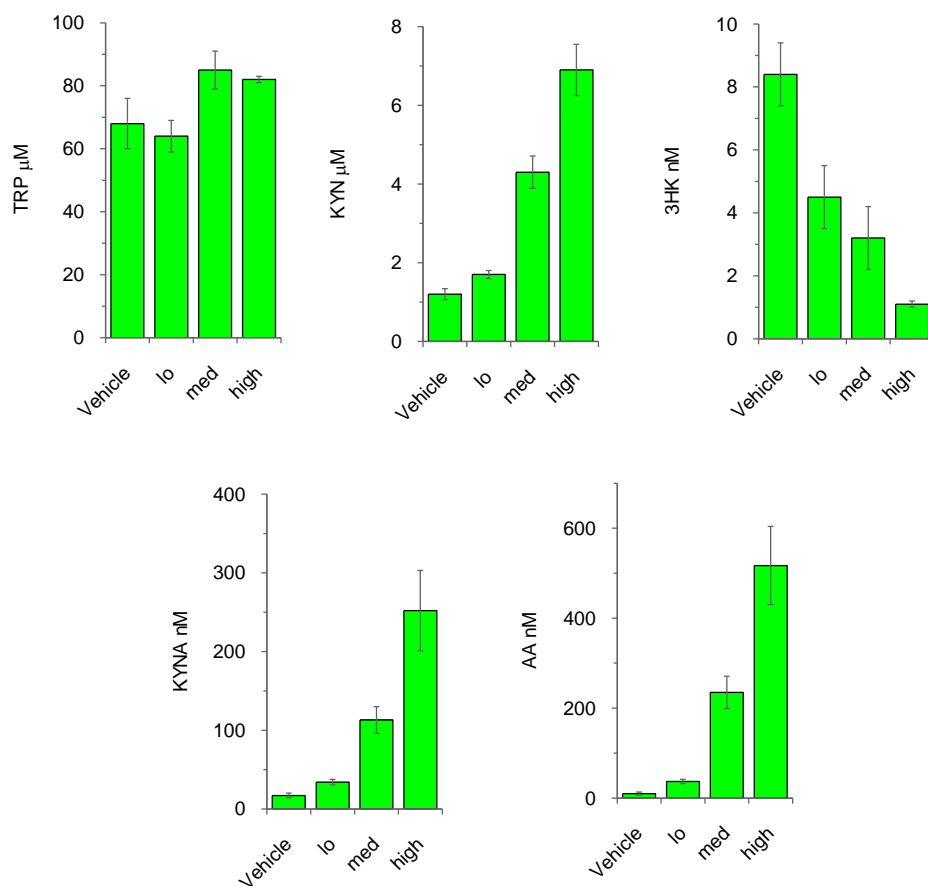 TRP μM
100
80
60
40
20
0
Vehicle
lo
med
high
KYN μM
8
6
4
2
0
Vehicle
lo
med
high
3HK nM
10
8
6
4
2
0
Vehicle
lo
med
high
KYNA nM
400
300
200
100
0
Vehicle
lo
med
high
AA nM
600
400
200
0
Vehicle
lo
med
high